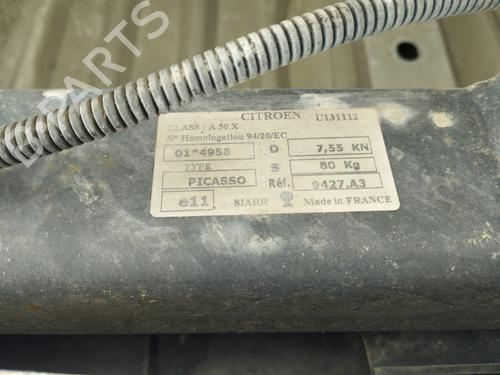 B-PARTS
CITROEN U131112
CLASS : A 50 X
N° Homologation 94/20/EC
01*4958 D 7,55 KN
TYPE S 80 Kg
PICASSO Réf. 9427.A3
e11 SIARR Made in FRANCE